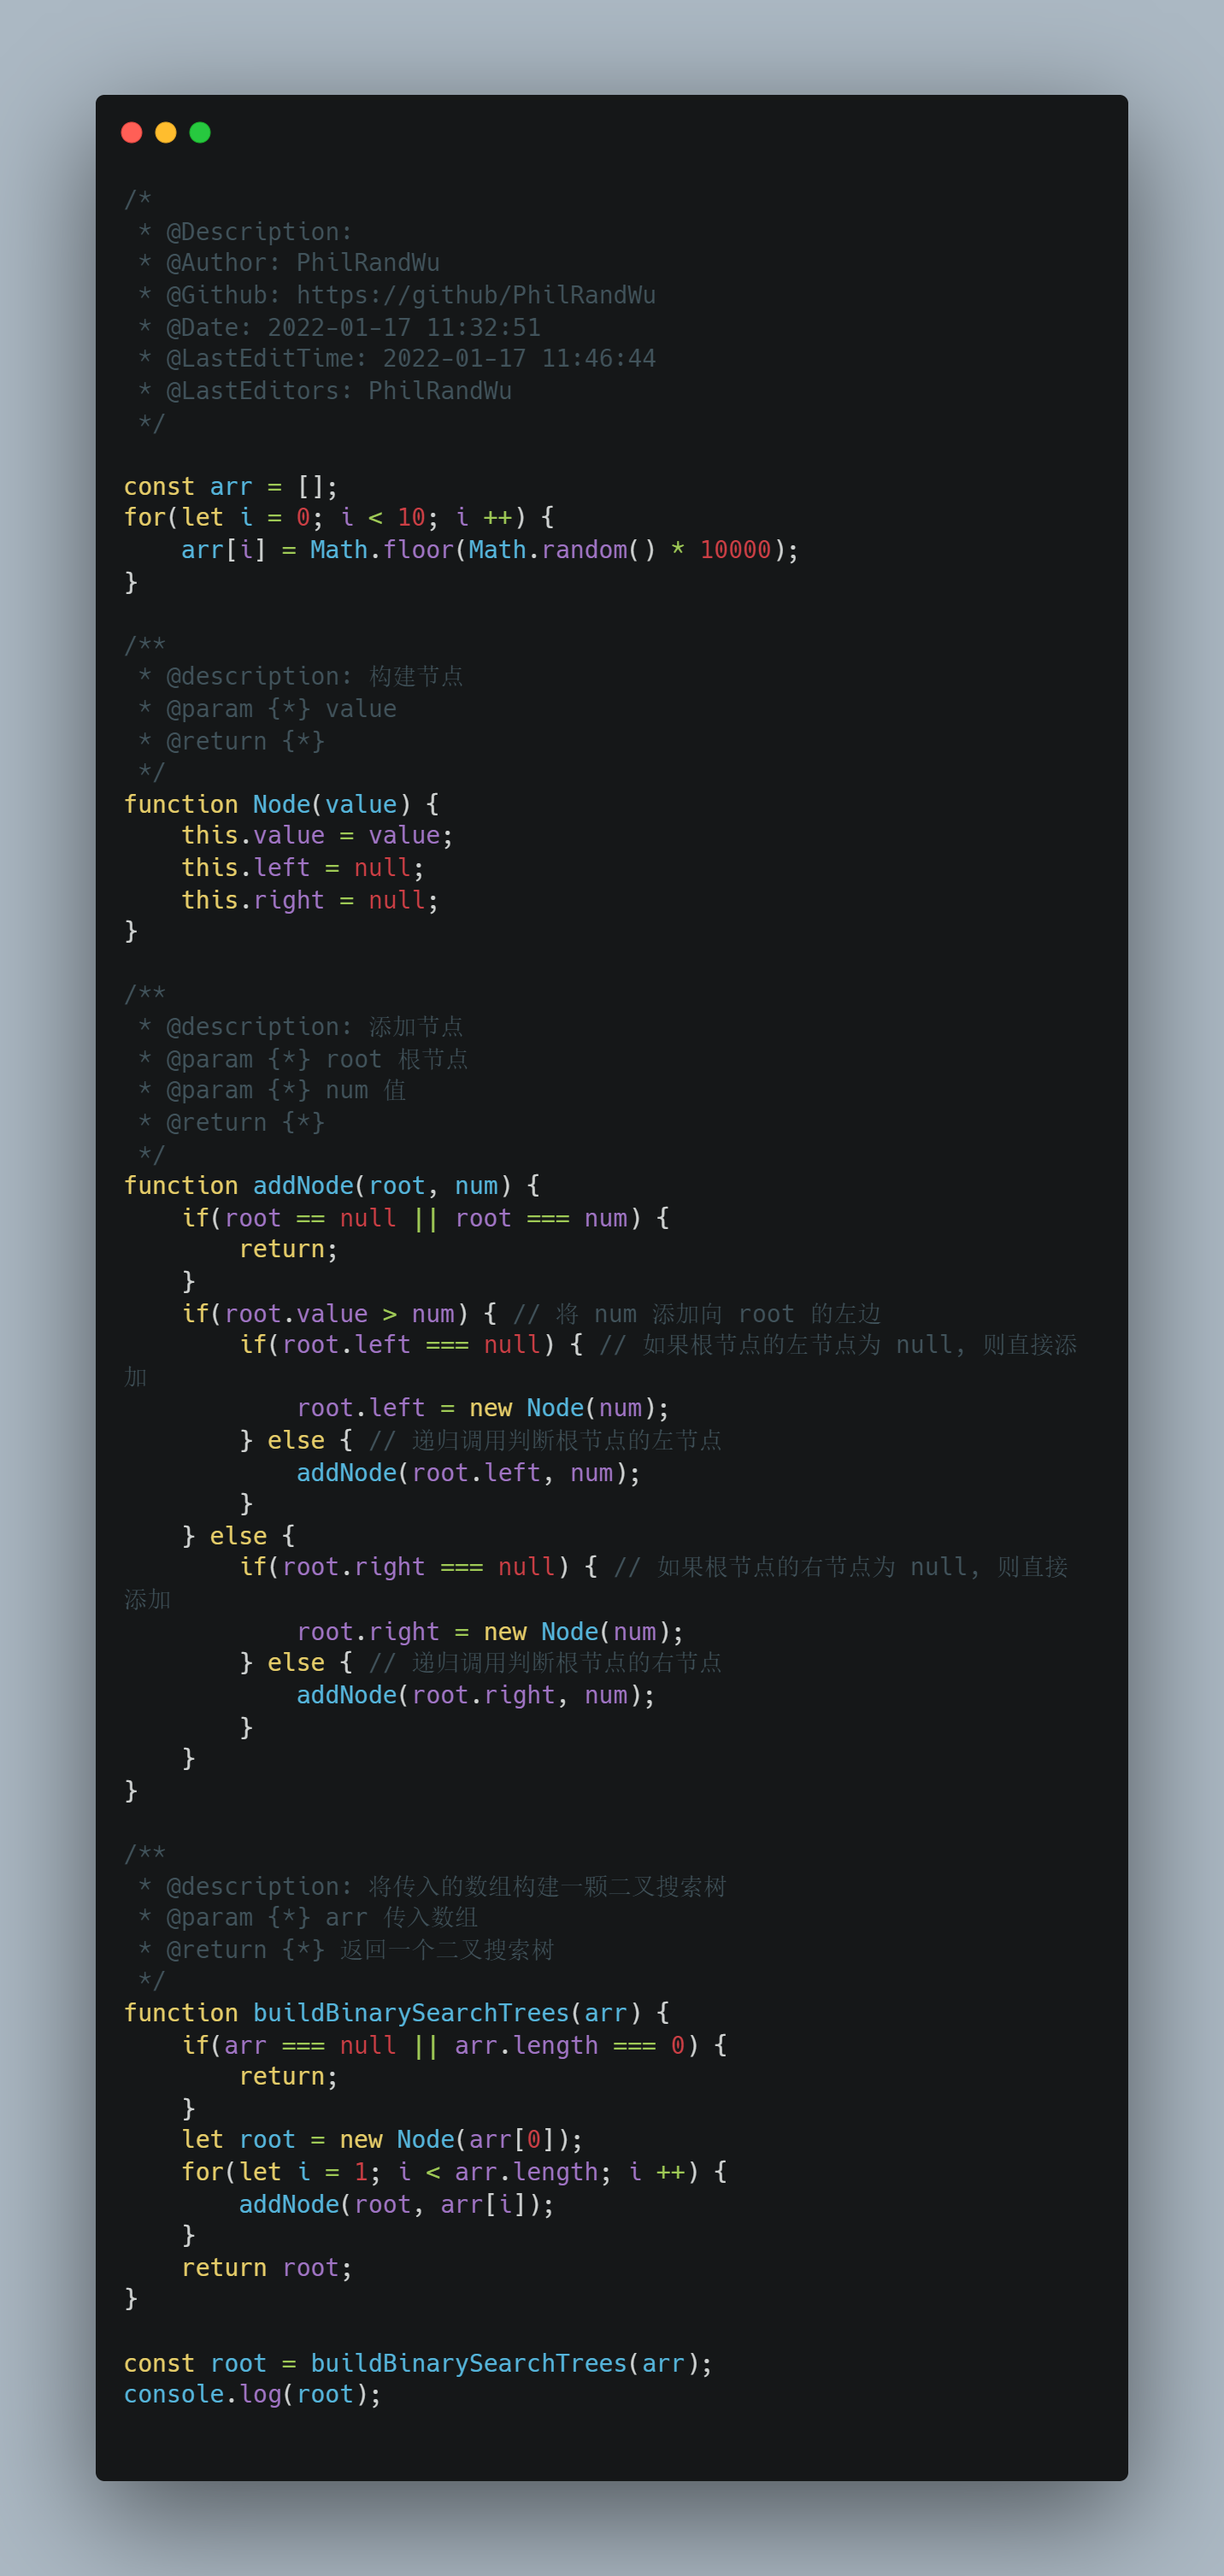 /*
 * @Description: 
 * @Author: PhilRandWu
 * @Github: https://github/PhilRandWu
 * @Date: 2022-01-17 11:32:51
 * @LastEditTime: 2022-01-17 11:46:44
 * @LastEditors: PhilRandWu
 */

const arr = [];
for(let i = 0; i < 10; i ++) {
    arr[i] = Math.floor(Math.random() * 10000);
}

/**
 * @description: 构建节点
 * @param {*} value
 * @return {*}
 */
function Node(value) {
    this.value = value;
    this.left = null;
    this.right = null;
}

/**
 * @description: 添加节点
 * @param {*} root 根节点
 * @param {*} num 值
 * @return {*}
 */
function addNode(root, num) {
    if(root == null || root === num) {
        return;
    }
    if(root.value > num) { // 将 num 添加向 root 的左边
        if(root.left === null) { // 如果根节点的左节点为 null, 则直接添
加
            root.left = new Node(num);
        } else { // 递归调用判断根节点的左节点
            addNode(root.left, num);
        }
    } else {
        if(root.right === null) { // 如果根节点的右节点为 null, 则直接
添加
            root.right = new Node(num);
        } else { // 递归调用判断根节点的右节点
            addNode(root.right, num);
        }
    }
}

/**
 * @description: 将传入的数组构建一颗二叉搜索树
 * @param {*} arr 传入数组
 * @return {*} 返回一个二叉搜索树
 */
function buildBinarySearchTrees(arr) {
    if(arr === null || arr.length === 0) {
        return;
    }
    let root = new Node(arr[0]);
    for(let i = 1; i < arr.length; i ++) {
        addNode(root, arr[i]);
    }
    return root;
}

const root = buildBinarySearchTrees(arr);
console.log(root);